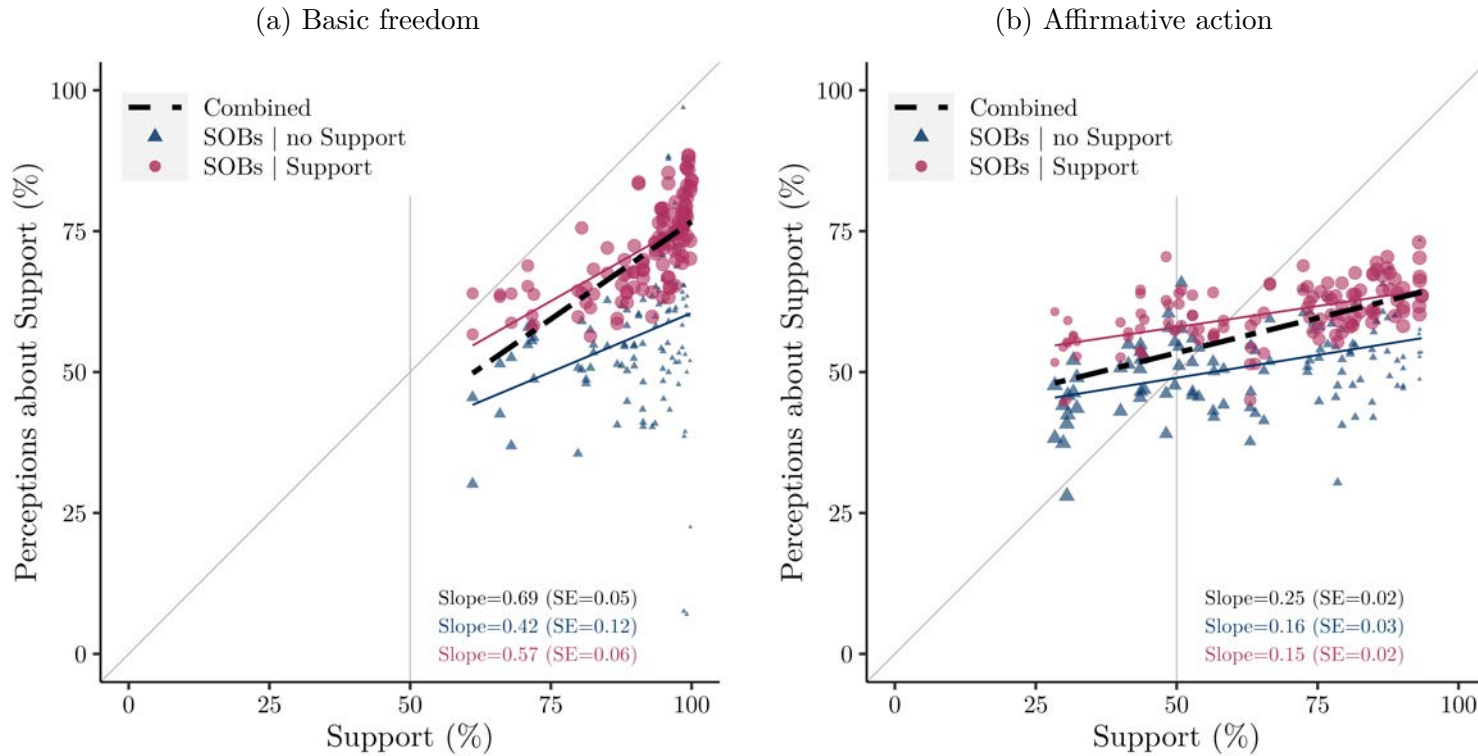 (a) Basic freedom
100
75
50
25
0
Perceptions about Support (%)
Combined
SOBs | no Support
SOBs | Support
Slope=0.69 (SE=0.05)
Slope=0.42 (SE=0.12)
Slope=0.57 (SE=0.06)
0 25 50 75 100
Support (%)
(b) Affirmative action
100
75
50
25
0
Perceptions about Support (%)
Combined
SOBs | no Support
SOBs | Support
Slope=0.25 (SE=0.02)
Slope=0.16 (SE=0.03)
Slope=0.15 (SE=0.02)
0 25 50 75 100
Support (%)